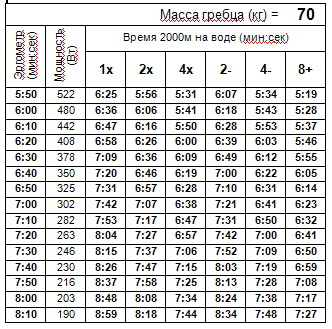 Масса гребца (кг) = 70
Эргометр (мин:сек) Мощность (Вт) Время 2000м на воде (мин:сек)
1x 2x 4x 2- 4- 8+
5:50 522 6:25 5:56 5:31 6:07 5:34 5:19
6:00 480 6:36 6:06 5:41 6:18 5:43 5:28
6:10 442 6:47 6:16 5:50 6:28 5:53 5:37
6:20 408 6:58 6:26 6:00 6:39 6:03 5:46
6:30 378 7:09 6:36 6:09 6:49 6:12 5:55
6:40 350 7:20 6:46 6:19 7:00 6:22 6:05
6:50 325 7:31 6:57 6:28 7:10 6:31 6:14
7:00 302 7:42 7:07 6:38 7:21 6:41 6:23
7:10 282 7:53 7:17 6:47 7:31 6:50 6:32
7:20 263 8:04 7:27 6:57 7:42 7:00 6:41
7:30 246 8:15 7:37 7:06 7:52 7:09 6:50
7:40 230 8:26 7:47 7:15 8:03 7:19 6:59
7:50 216 8:37 7:58 7:25 8:13 7:28 7:08
8:00 203 8:48 8:08 7:34 8:24 7:38 7:17
8:10 190 8:59 8:18 7:44 8:34 7:48 7:27